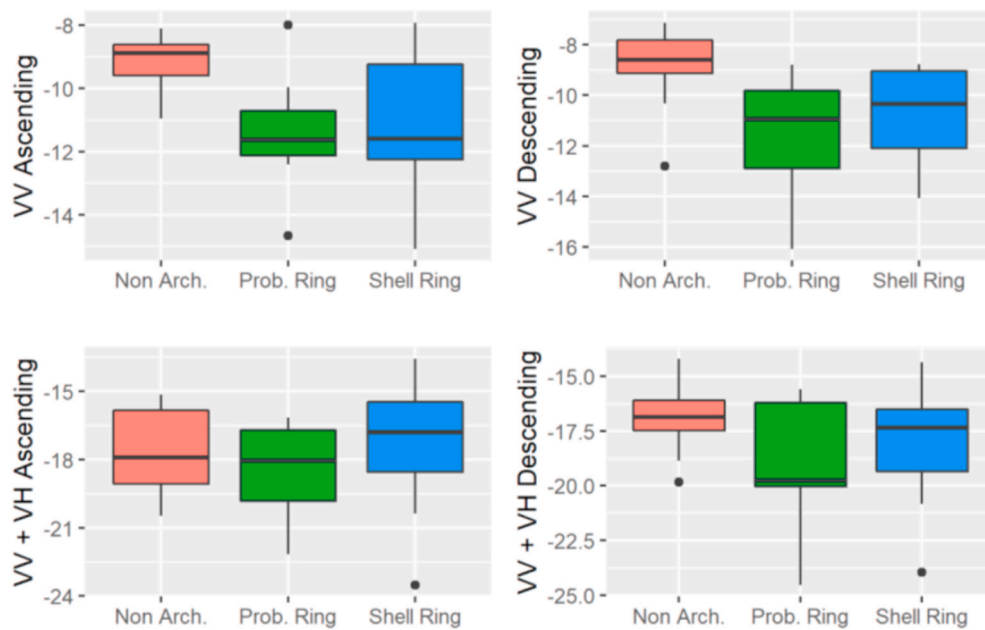 VV Ascending
-8
-10
-12
-14
Non Arch. Prob. Ring Shell Ring
VV Descending
-8
-10
-12
-14
-16
Non Arch. Prob. Ring Shell Ring
VV + VH Ascending
-15
-18
-21
-24
Non Arch. Prob. Ring Shell Ring
VV + VH Descending
-15.0
-17.5
-20.0
-22.5
-25.0
Non Arch. Prob. Ring Shell Ring